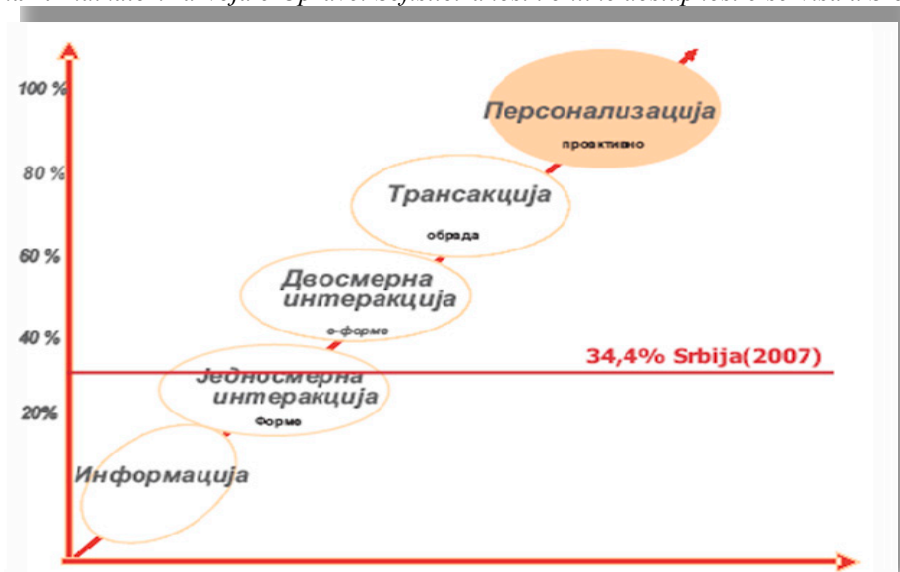 100 %
Персонализација
проактивно
80 %
Трансакција
обрада
60 %
Двосмерна
интеракција
е-форме
40 %
34,4% Srbija(2007)
Једносмерна
интеракција
20%
Форме
Информација